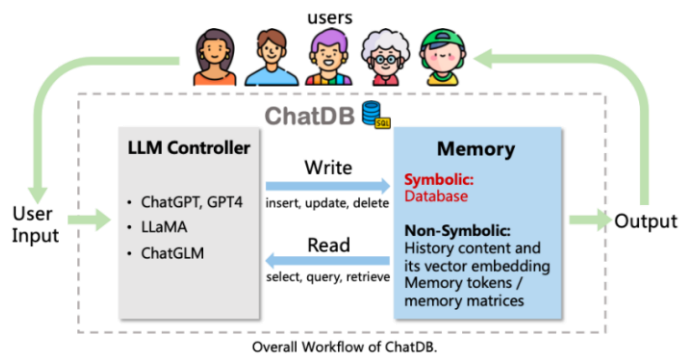 users
ChatDB
SQL
LLM Controller
• ChatGPT, GPT4
• LLaMA
• ChatGLM
Write
insert, update, delete
Read
select, query, retrieve
Memory
Symbolic:
Database
Non-Symbolic:
History content and
its vector embedding
Memory tokens /
memory matrices
User
Input
Output
Overall Workflow of ChatDB.